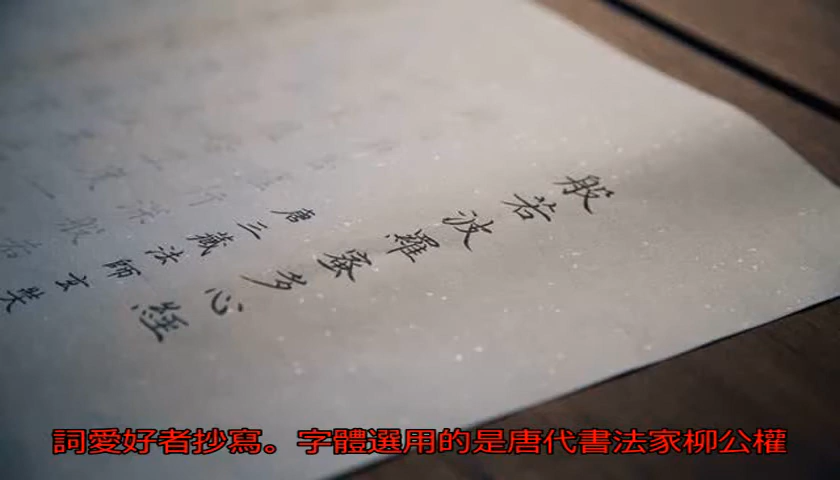 般若波羅蜜多心經
唐三藏法師玄奘
詞愛好者抄寫。字體選用的是唐代書法家柳公權